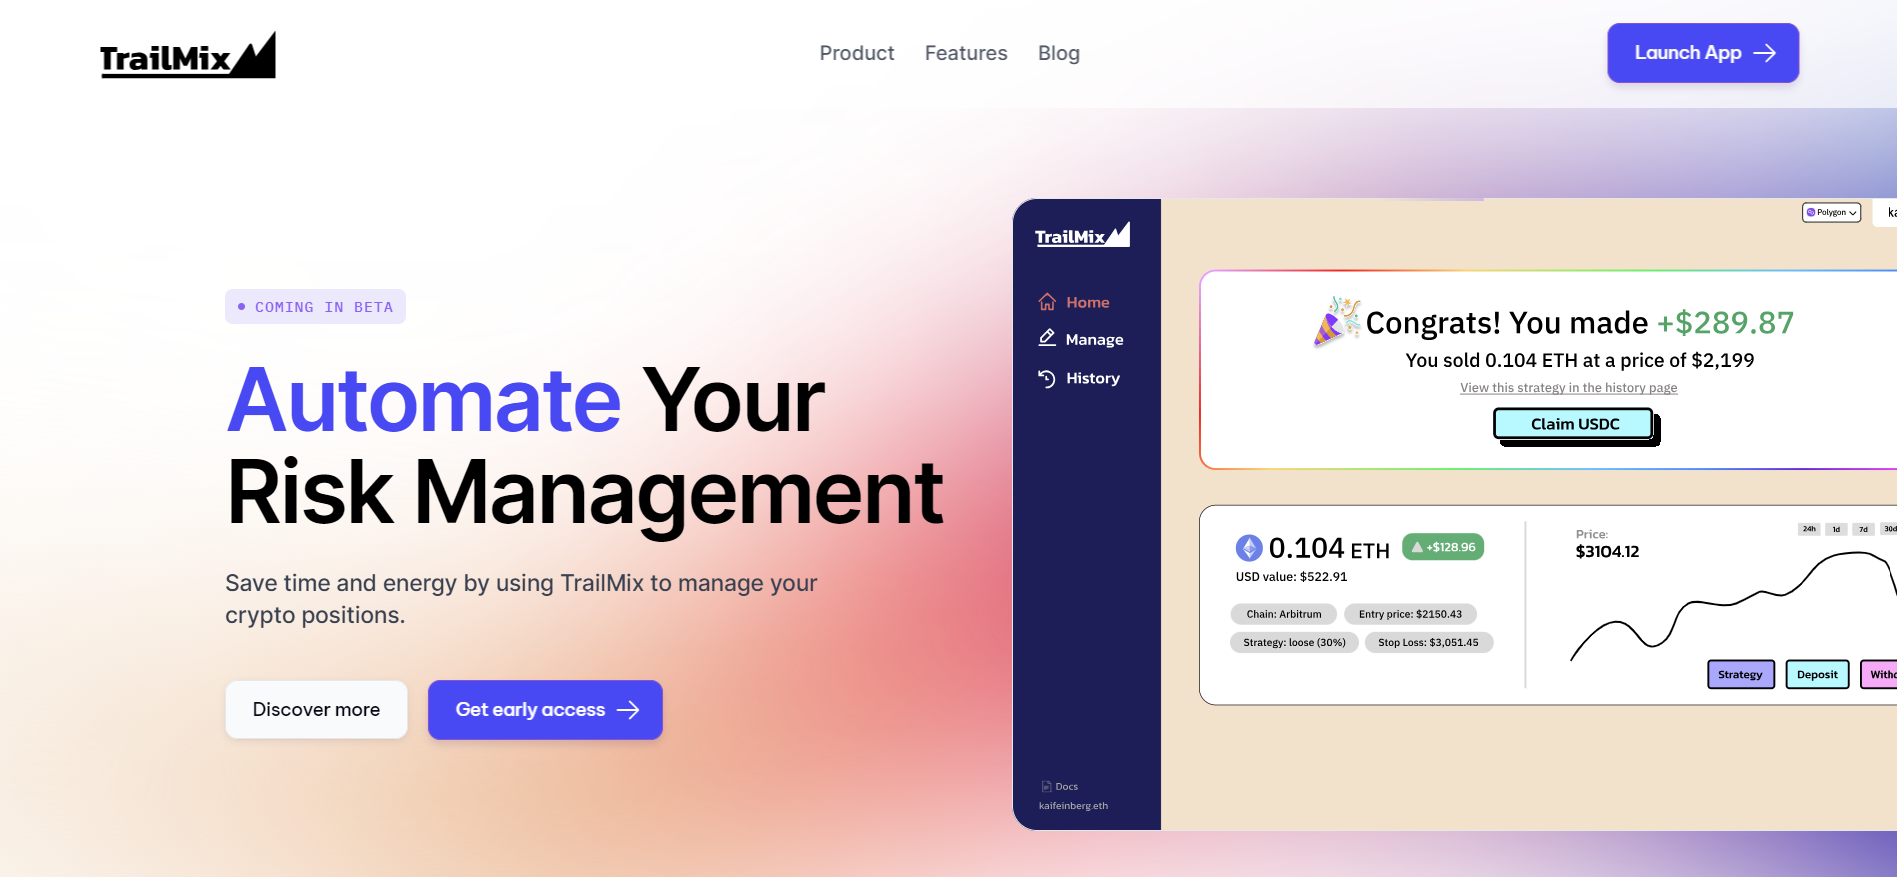 TrailMix
Product
Features
Blog
Launch App
COMING IN BETA
Automate Your
Risk Management
Save time and energy by using TrailMix to manage your
crypto positions.
Discover more
Get early access
TrailMix
Home
Manage
History
Docs
kaifeinberg.eth
Polygon
Congrats! You made +$289.87
You sold 0.104 ETH at a price of $2,199
View this strategy in the history page
Claim USDC
0.104 ETH
+$128.96
USD value: $522.91
Chain: Arbitrum
Entry price: $2150.43
Strategy: loose (30%)
Stop Loss: $3,051.45
Price:
$3104.12
24h
1d
7d
30d
Strategy
Deposit